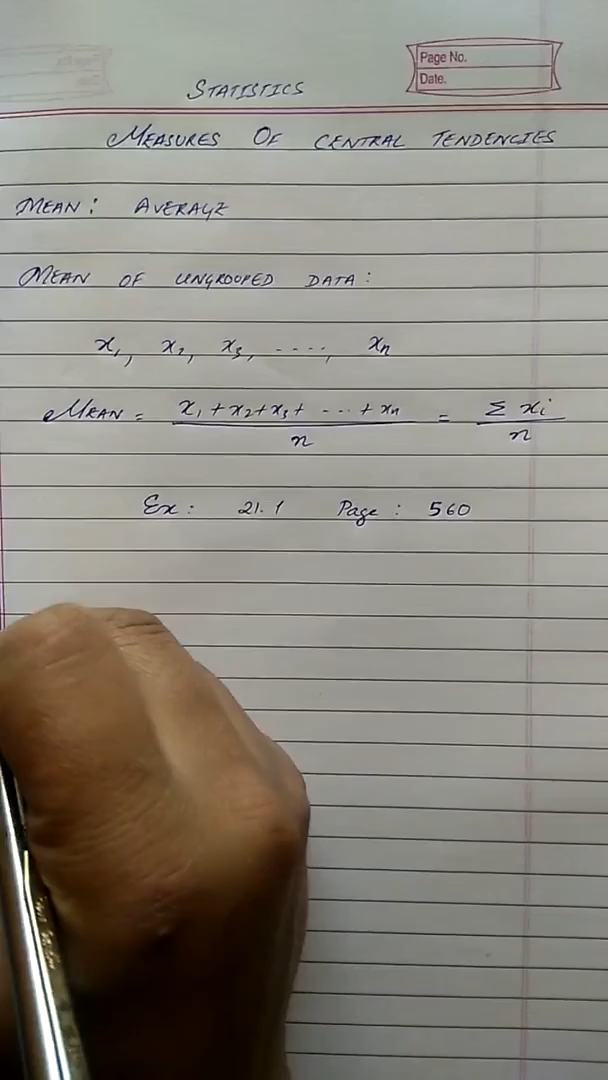 Page No.
Date.
STATISTICS
MEASURES OF CENTRAL TENDENCIES
MEAN: AVERAGE
MEAN OF UNGROUPED DATA:
x₁, x₂, x₃, ----, xₙ
MEAN = x₁+x₂+x₃+ --- + xₙ / n = Σ xi / n
Ex: 21.1 Page: 560